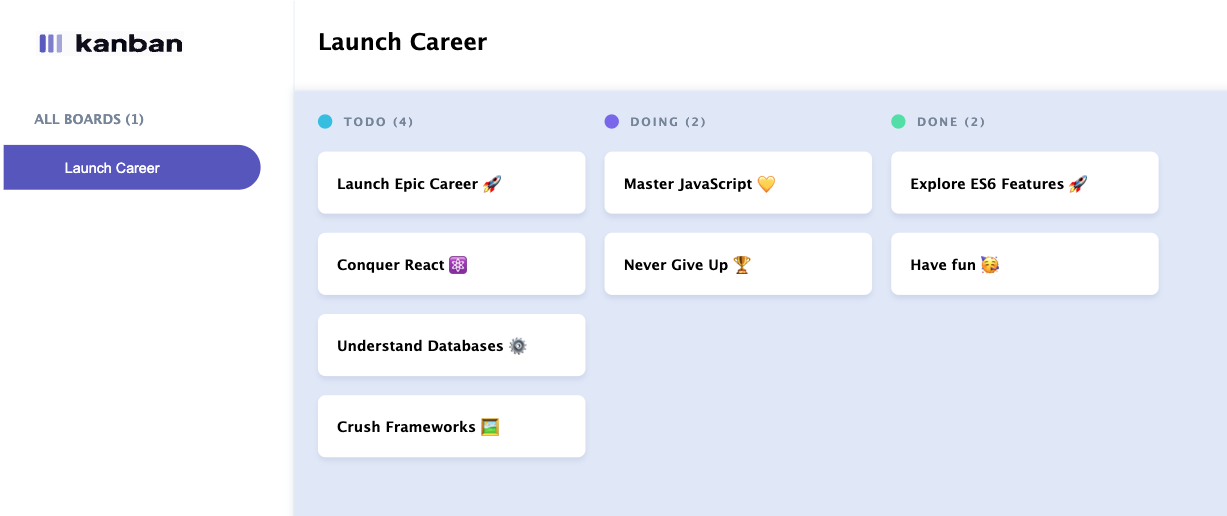 kanban
ALL BOARDS (1)
Launch Career
Launch Career
TODO (4)
Launch Epic Career 🚀
Conquer React ⚛️
Understand Databases ⚙️
Crush Frameworks 🖼️
DOING (2)
Master JavaScript 💛
Never Give Up 🏆
DONE (2)
Explore ES6 Features 🚀
Have fun 🥳